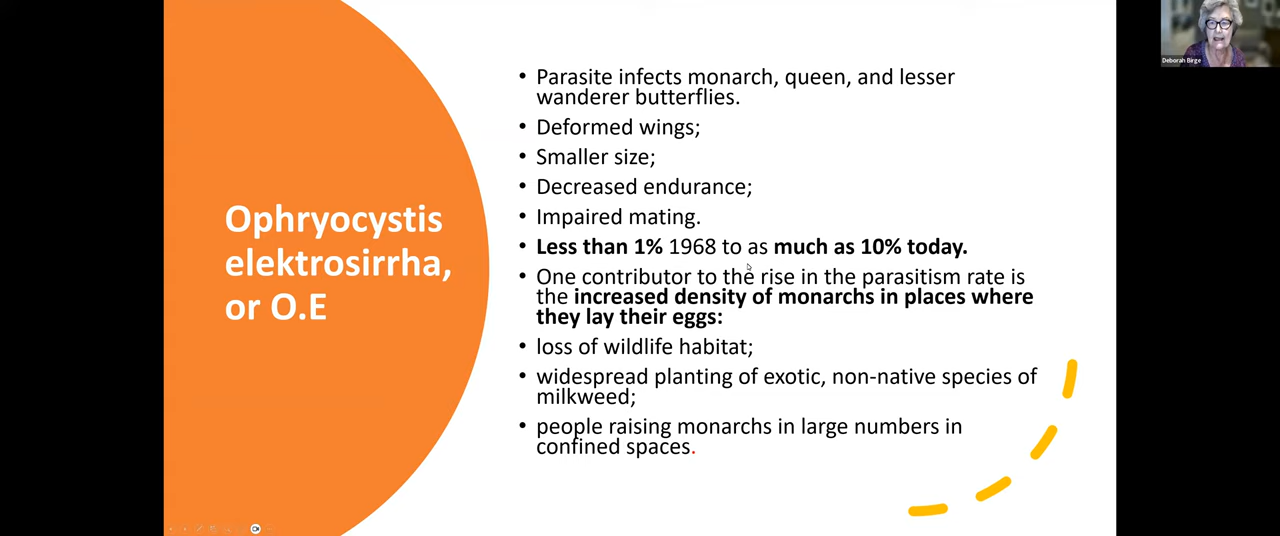 Ophryocystis
elektrosirrha,
or O.E
• Parasite infects monarch, queen, and lesser
wanderer butterflies.
• Deformed wings;
• Smaller size;
• Decreased endurance;
• Impaired mating.
• Less than 1% 1968 to as much as 10% today.
• One contributor to the rise in the parasitism rate is
the increased density of monarchs in places where
they lay their eggs:
• loss of wildlife habitat;
• widespread planting of exotic, non-native species of
milkweed;
• people raising monarchs in large numbers in
confined spaces.
Deborah Birge